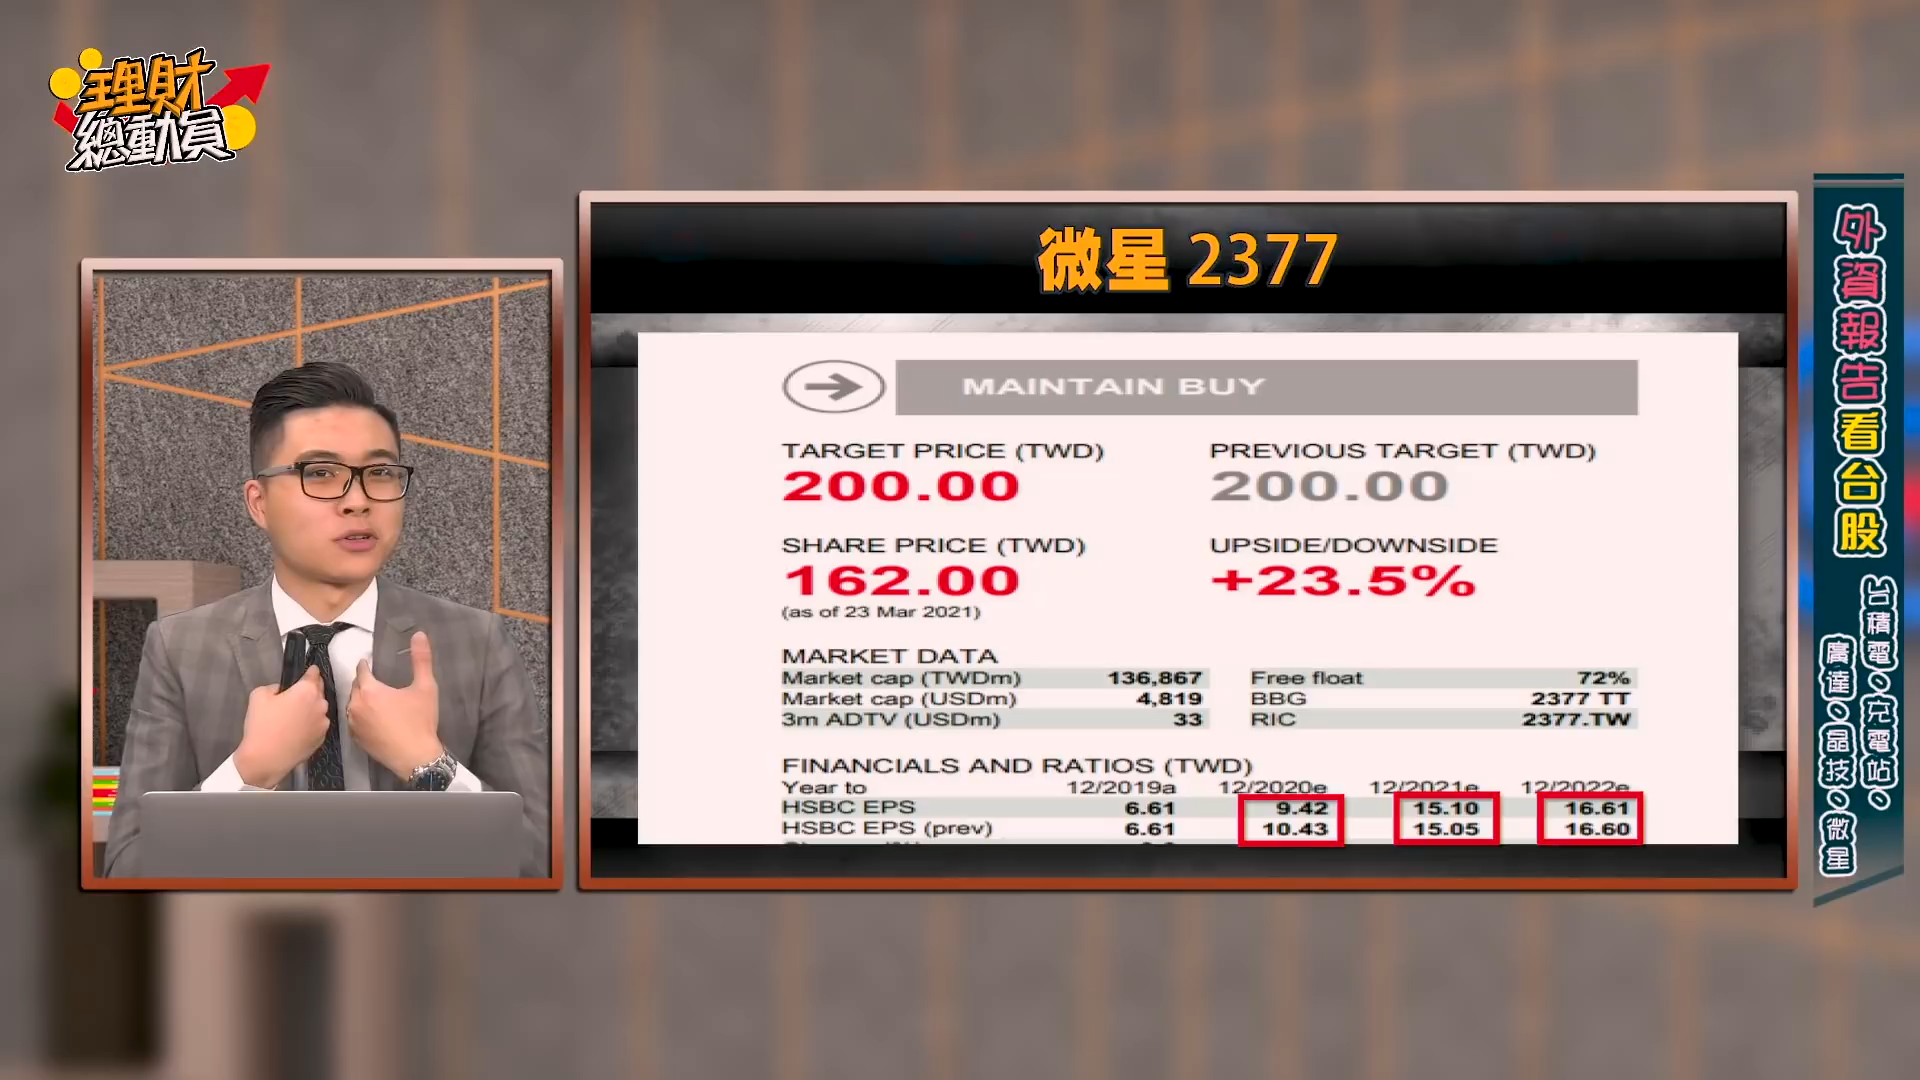 理財
總動員
微星 2377
MAINTAIN BUY
TARGET PRICE (TWD) PREVIOUS TARGET (TWD)
200.00 200.00
SHARE PRICE (TWD) UPSIDE/DOWNSIDE
162.00 +23.5%
(as of 23 Mar 2021)
MARKET DATA
Market cap (TWDm) 136,867 Free float 72%
Market cap (USDm) 4,819 BBG 2377 TT
3m ADTV (USDm) 33 RIC 2377.TW
FINANCIALS AND RATIOS (TWD)
Year to 12/2019a 12/2020e 12/2021e 12/2022e
HSBC EPS 6.61 9.42 15.10 16.61
HSBC EPS (prev) 6.61 10.43 15.05 16.60
外資報告看台股
台積電。充電站。
廣達。晶技。微星